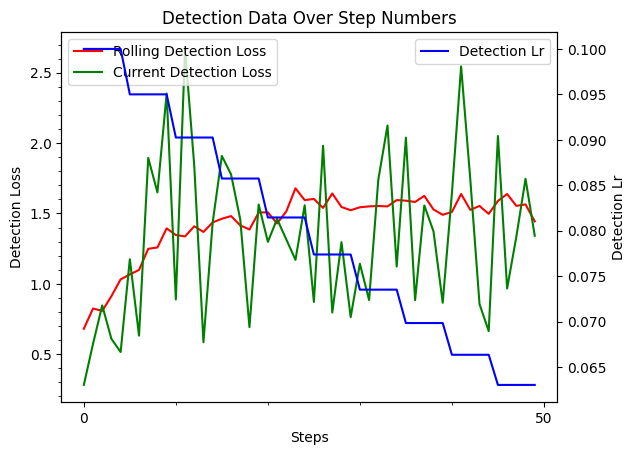 Detection Data Over Step Numbers
Rolling Detection Loss
Current Detection Loss
Detection Lr
Detection Loss
2.5
2.0
1.5
1.0
0.5
0.100
0.095
0.090
0.085
0.080
0.075
0.070
0.065
Detection Lr
0
50
Steps